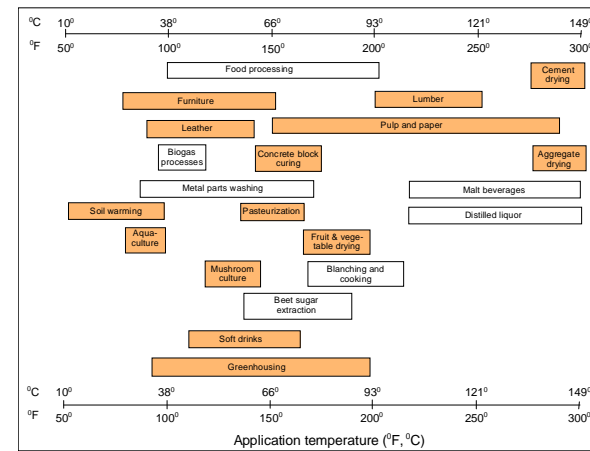 ⁰C 10⁰ 38⁰ 66⁰ 93⁰ 121⁰ 149⁰
⁰F 50⁰ 100⁰ 150⁰ 200⁰ 250⁰ 300⁰
Food processing
Cement
drying
Furniture
Lumber
Leather
Pulp and paper
Biogas
processes
Concrete block
curing
Aggregate
drying
Metal parts washing
Malt beverages
Soil warming
Pasteurization
Distilled liquor
Aqua-
culture
Fruit & vege-
table drying
Mushroom
culture
Blanching and
cooking
Beet sugar
extraction
Soft drinks
Greenhousing
⁰C 10⁰ 38⁰ 66⁰ 93⁰ 121⁰ 149⁰
⁰F 50⁰ 100⁰ 150⁰ 200⁰ 250⁰ 300⁰
Application temperature (⁰F, ⁰C)